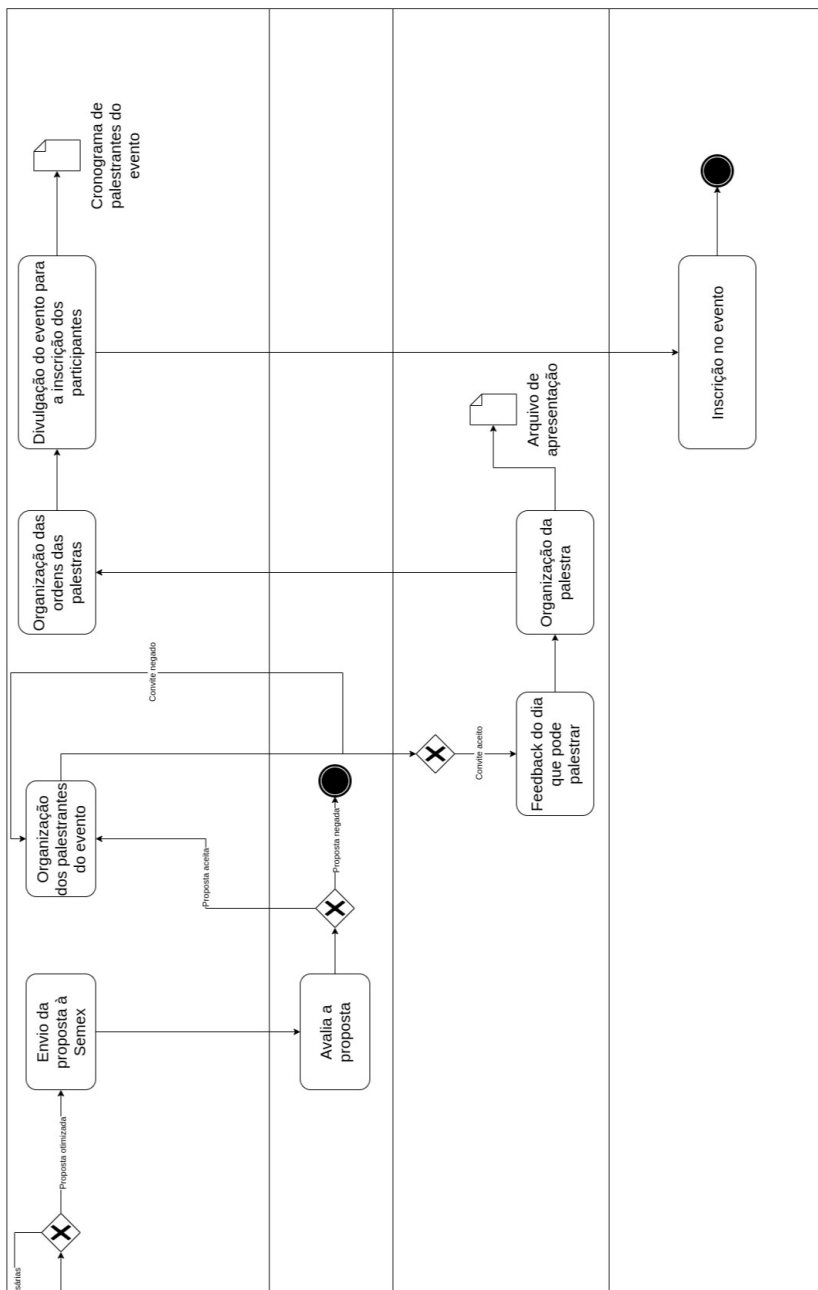 sárias
Proposta otimizada
Envio da
proposta à
Semex
Avalia a
proposta
Proposta aceita
Proposta negada
Organização
dos palestrantes
do evento
Convite negado
Convite aceito
Feedback do dia
que pode
palestrar
Organização da
palestra
Arquivo de
apresentação
Organização das
ordens das
palestras
Divulgação do evento para
a inscrição dos
participantes
Cronograma de
palestrantes do
evento
Inscrição no evento